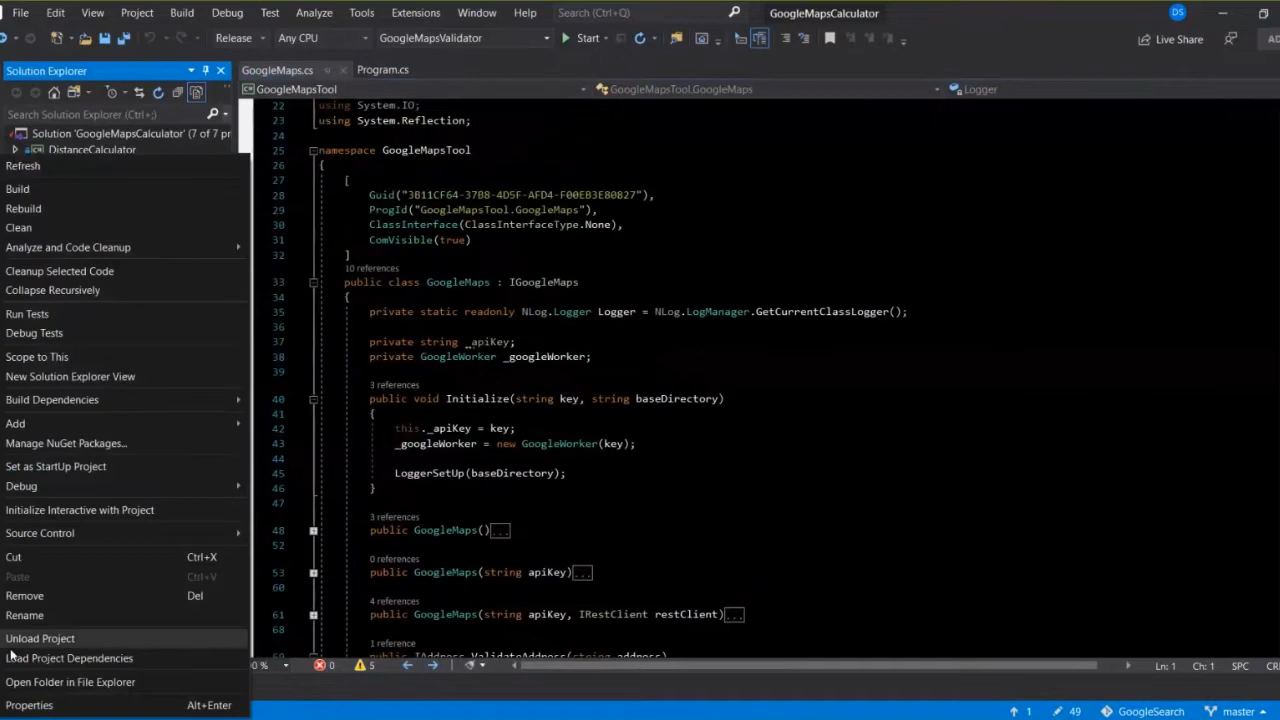 File Edit View Project Build Debug Test Analyze Tools Extensions Window Help Search (Ctrl+Q) GoogleMapsCalculator DS
Release Any CPU GoogleMapsValidator Start Live Share
Solution Explorer
GoogleMaps.cs Program.cs
GoogleMapsTool GoogleMapsTool.GoogleMaps Logger
Search Solution Explorer (Ctrl+;)
Solution 'GoogleMapsCalculator' (7 of 7 pr
DistanceCalculator
Refresh
Build
Rebuild
Clean
Analyze and Code Cleanup
Cleanup Selected Code
Collapse Recursively
Run Tests
Debug Tests
Scope to This
New Solution Explorer View
Build Dependencies
Add
Manage NuGet Packages...
Set as StartUp Project
Debug
Initialize Interactive with Project
Source Control
Cut Ctrl+X
Paste Ctrl+V
Remove Del
Rename
Unload Project
Load Project Dependencies
Open Folder in File Explorer
Properties Alt+Enter
22 using System.IO;
23 using System.Reflection;
24
25 namespace GoogleMapsTool
26 {
27 [
28 Guid("3B11CF64-37B8-4D5F-AFD4-F00EB3E80827"),
29 ProgId("GoogleMapsTool.GoogleMaps"),
30 ClassInterface(ClassInterfaceType.None),
31 ComVisible(true)
32 ]
10 references
33 public class GoogleMaps : IGoogleMaps
34 {
35 private static readonly NLog.Logger Logger = NLog.LogManager.GetCurrentClassLogger();
36
37 private string _apiKey;
38 private GoogleWorker _googleWorker;
39
3 references
40 public void Initialize(string key, string baseDirectory)
41 {
42 this._apiKey = key;
43 _googleWorker = new GoogleWorker(key);
44
45 LoggerSetUp(baseDirectory);
46 }
47
3 references
48 public GoogleMaps()...
52
0 references
53 public GoogleMaps(string apiKey)...
60
4 references
61 public GoogleMaps(string apiKey, IRestClient restClient)...
68
1 reference
69 public IAddress ValidateAddress(string address)
0 % 0 5 Ln: 1 Ch: 1 SPC
1 49 GoogleSearch master